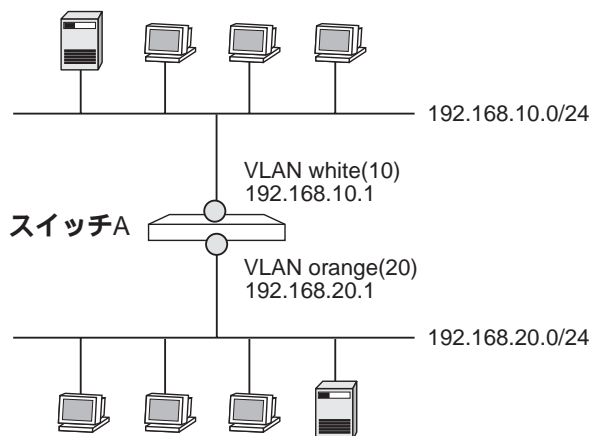 192.168.10.0/24
VLAN white(10)
192.168.10.1
スイッチA
VLAN orange(20)
192.168.20.1
192.168.20.0/24